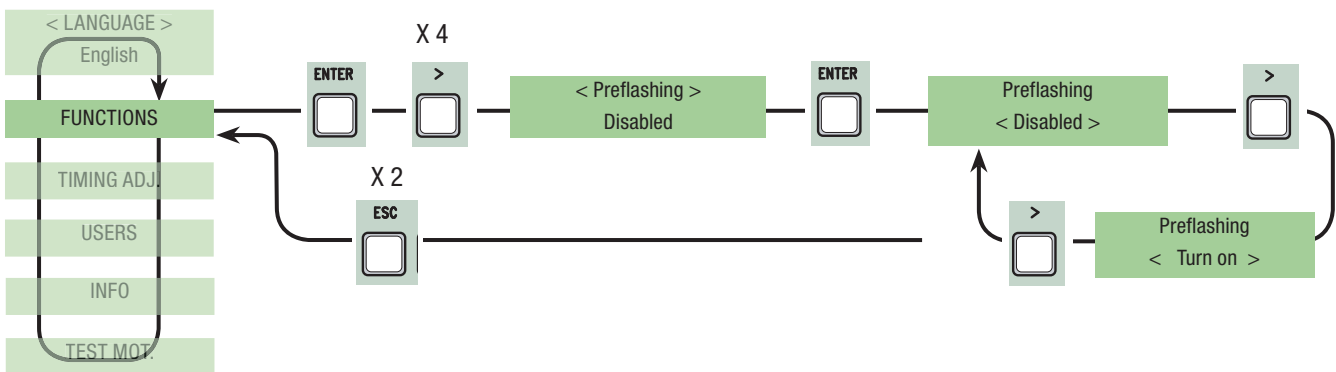 < LANGUAGE >
English
FUNCTIONS
TIMING ADJ.
USERS
INFO
TEST MOT.
ENTER
X 4
>
< Preflashing >
Disabled
ENTER
Preflashing
< Disabled >
>
X 2
ESC
>
Preflashing
< Turn on >